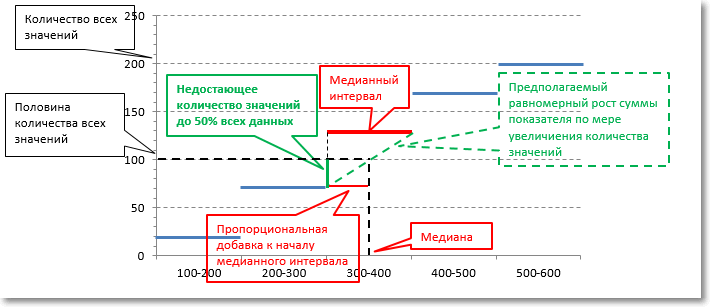 Количество всех
значений
250
200
150
100
50
0
Половина
количества всех
значений
Недостающее
количество значений
до 50% всех данных
Медианный
интервал
Предполагаемый
равномерный рост суммы
показателя по мере
увеличиения количества
значений
Пропорциональная
добавка к началу
медианного интервала
Медиана
100-200
200-300
300-400
400-500
500-600